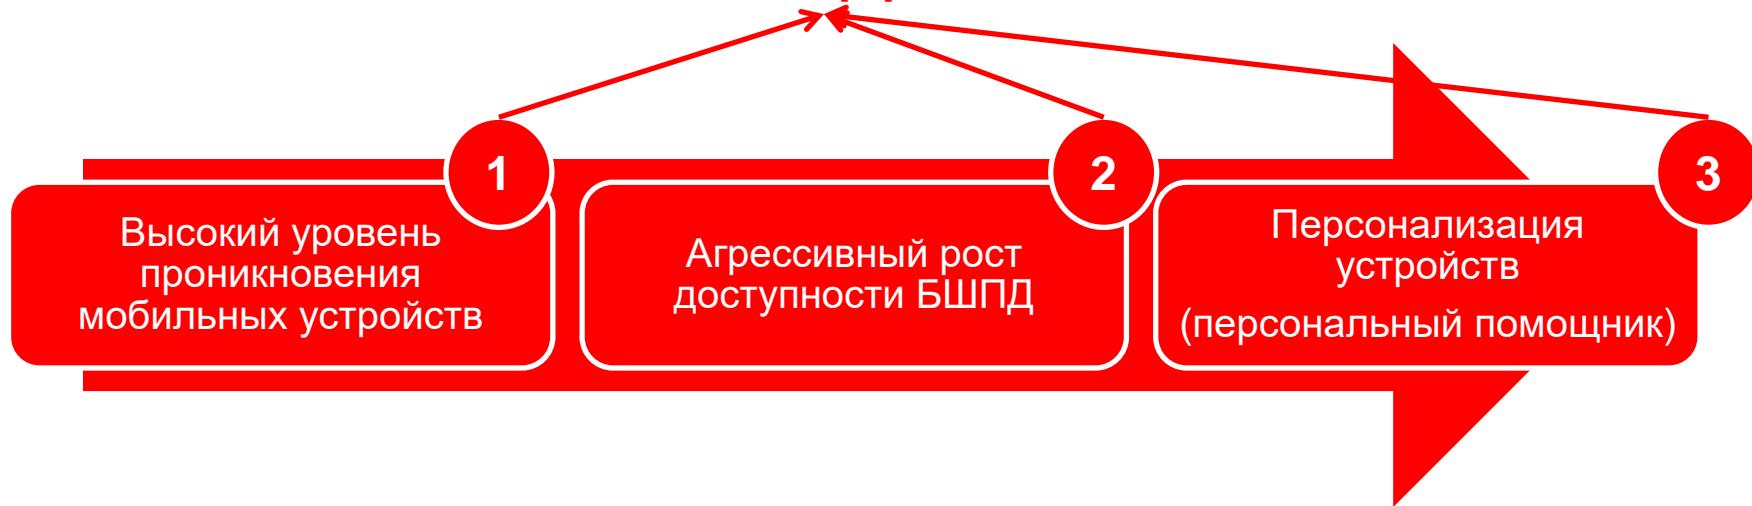 1
Высокий уровень
проникновения
мобильных устройств
2
Агрессивный рост
доступности БШПД
3
Персонализация
устройств
(персональный помощник)